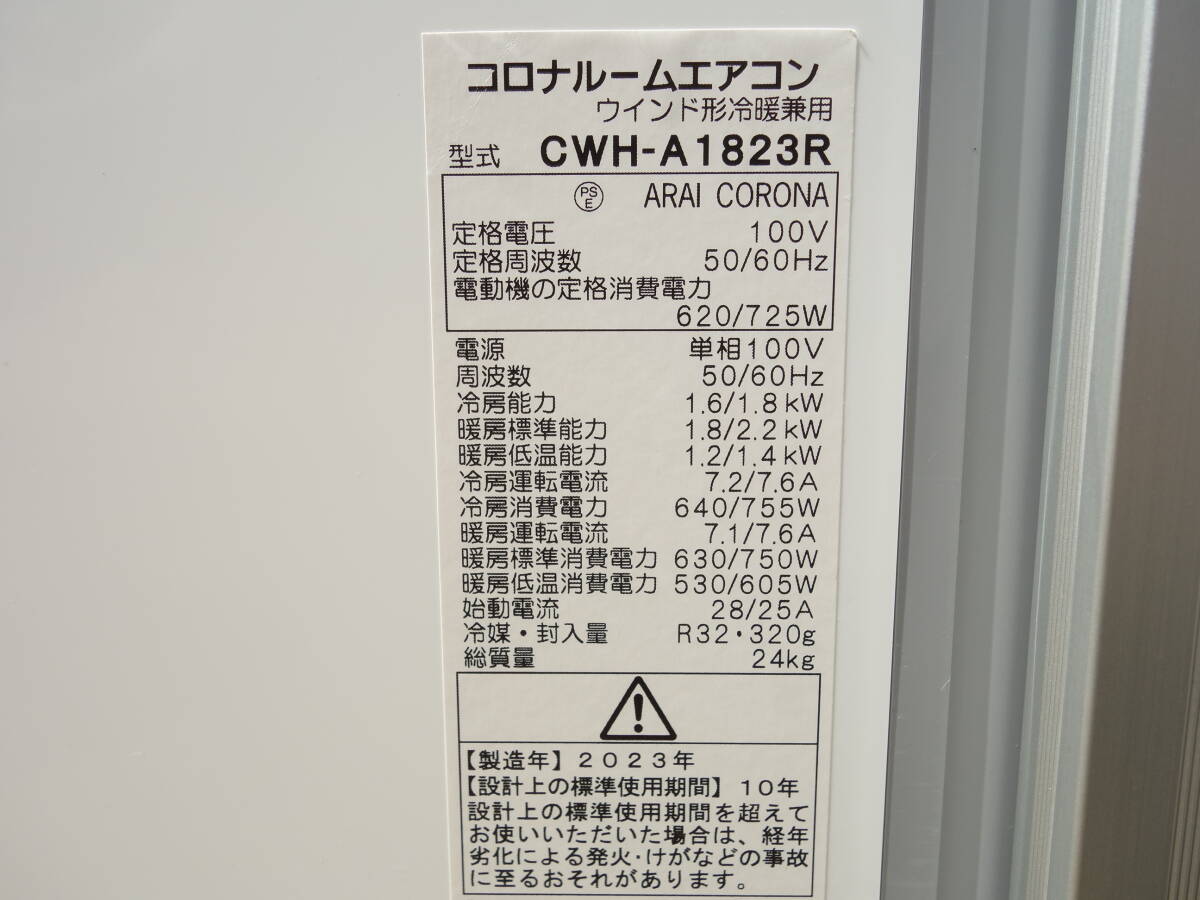 コロナルームエアコン
ウインド形冷暖兼用
型式 CWH-A1823R
PS E ARAI CORONA
定格電圧 100V
定格周波数 50/60Hz
電動機の定格消費電力
620/725W
電源 単相100V
周波数 50/60Hz
冷房能力 1.6/1.8kW
暖房標準能力 1.8/2.2kW
暖房低温能力 1.2/1.4kW
冷房運転電流 7.2/7.6A
冷房消費電力 640/755W
暖房運転電流 7.1/7.6A
暖房標準消費電力 630/750W
暖房低温消費電力 530/605W
始動電流 28/25A
冷媒・封入量 R32・320g
総質量 24kg
【製造年】2023年
【設計上の標準使用期間】10年
設計上の標準使用期間を超えて
お使いいただいた場合は、経年
劣化による発火・けがなどの事故
に至るおそれがあります。